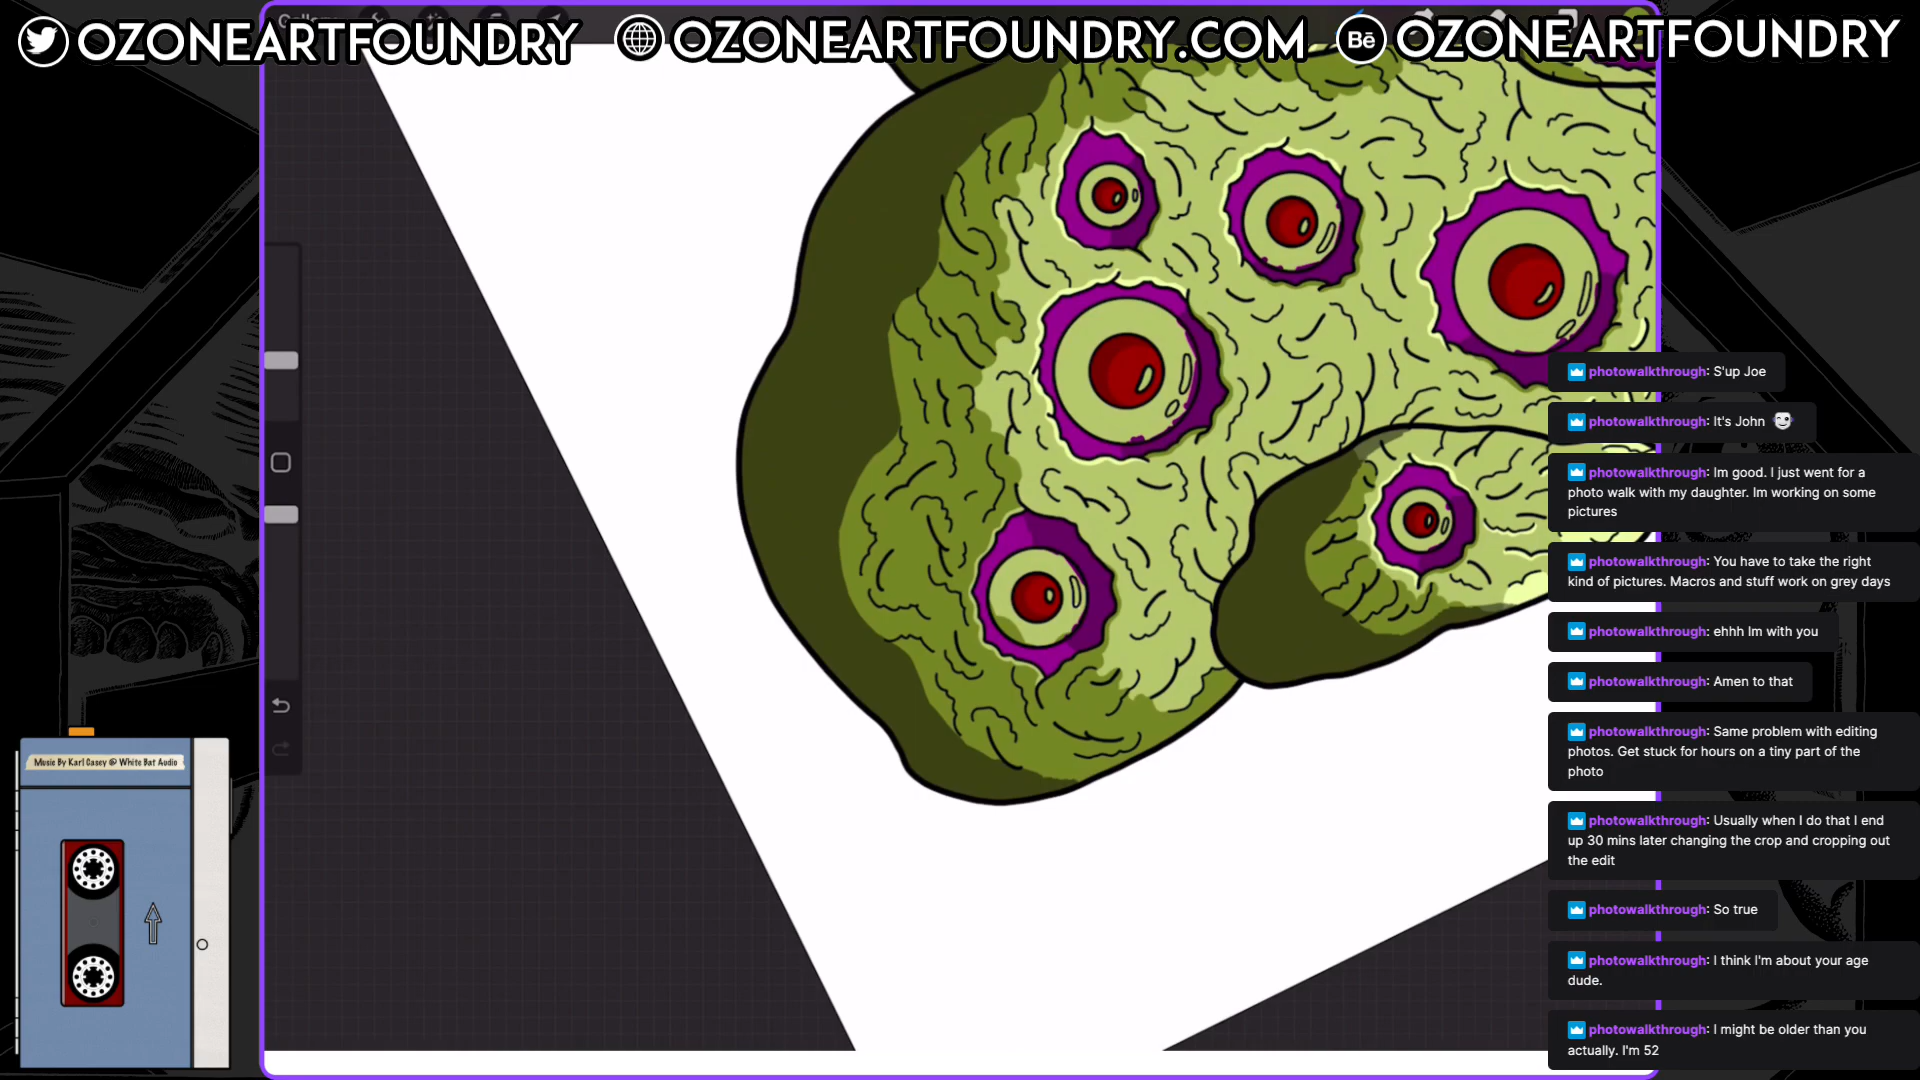 OZONEARTFOUNDRY
OZONEARTFOUNDRY.COM
Bē OZONEARTFOUNDRY
photowalkthrough: S'up Joe
photowalkthrough: It's John
photowalkthrough: Im good. I just went for a
photo walk with my daughter. Im working on some
pictures
photowalkthrough: You have to take the right
kind of pictures. Macros and stuff work on grey days
photowalkthrough: ehhh Im with you
photowalkthrough: Amen to that
photowalkthrough: Same problem with editing
photos. Get stuck for hours on a tiny part of the
photo
photowalkthrough: Usually when I do that I end
up 30 mins later changing the crop and cropping out
the edit
photowalkthrough: So true
photowalkthrough: I think I'm about your age
dude.
photowalkthrough: I might be older than you
actually. I'm 52
Music By Karl Casey @ White Bat Audio